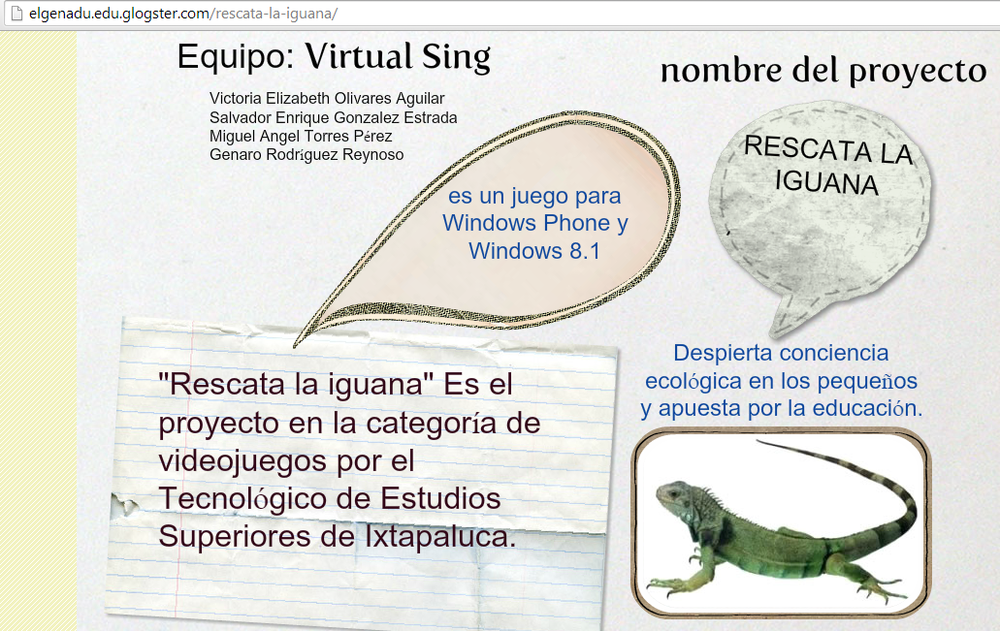 elgenadu.edu.glogster.com/rescata-la-iguana/
Equipo: Virtual Sing
Victoria Elizabeth Olivares Aguilar
Salvador Enrique Gonzalez Estrada
Miguel Angel Torres Pérez
Genaro Rodríguez Reynoso
nombre del proyecto
RESCATA LA
IGUANA
es un juego para
Windows Phone y
Windows 8.1
Despierta conciencia
ecológica en los pequeños
y apuesta por la educación.
"Rescata la iguana" Es el
proyecto en la categoría de
videojuegos por el
Tecnológico de Estudios
Superiores de Ixtapaluca.